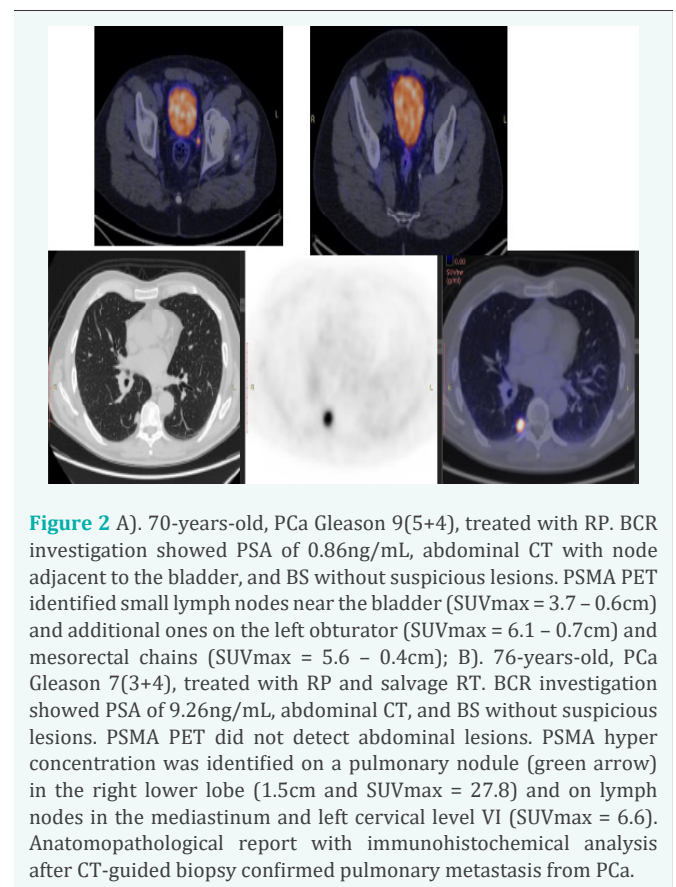 L
R
L
0.00
SUVbw
(g/ml)
R
L
R
L
L
Figure 2 A). 70-years-old, PCa Gleason 9(5+4), treated with RP. BCR
investigation showed PSA of 0.86ng/mL, abdominal CT with node
adjacent to the bladder, and BS without suspicious lesions. PSMA PET
identified small lymph nodes near the bladder (SUVmax = 3.7 – 0.6cm)
and additional ones on the left obturator (SUVmax = 6.1 – 0.7cm) and
mesorectal chains (SUVmax = 5.6 – 0.4cm); B). 76-years-old, PCa
Gleason 7(3+4), treated with RP and salvage RT. BCR investigation
showed PSA of 9.26ng/mL, abdominal CT, and BS without suspicious
lesions. PSMA PET did not detect abdominal lesions. PSMA hyper
concentration was identified on a pulmonary nodule (green arrow)
in the right lower lobe (1.5cm and SUVmax = 27.8) and on lymph
nodes in the mediastinum and left cervical level VI (SUVmax = 6.6).
Anatomopathological report with immunohistochemical analysis
after CT-guided biopsy confirmed pulmonary metastasis from PCa.